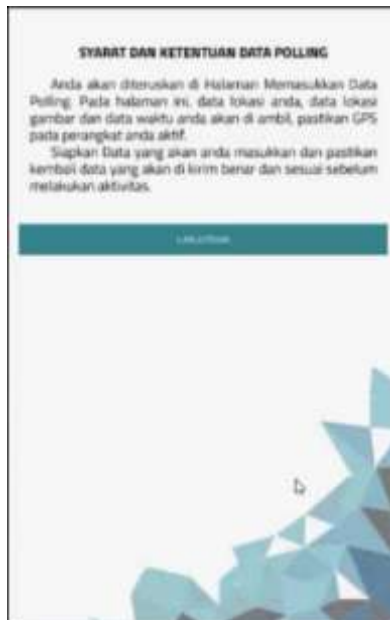 SYARAT DAN KETENTUAN DATA POLLING
Anda akan diteruskan di Halaman Memasukkan Data
Polling. Pada halaman ini, data lokasi anda, data lokasi
gambar dan data waktu anda akan di ambil, pastikan GPS
pada perangkat anda aktif.
Siapkan Data yang akan anda masukkan dan pastikan
kembali data yang akan di kirim benar dan sesuai sebelum
melakukan aktivitas.
LANJUTKAN